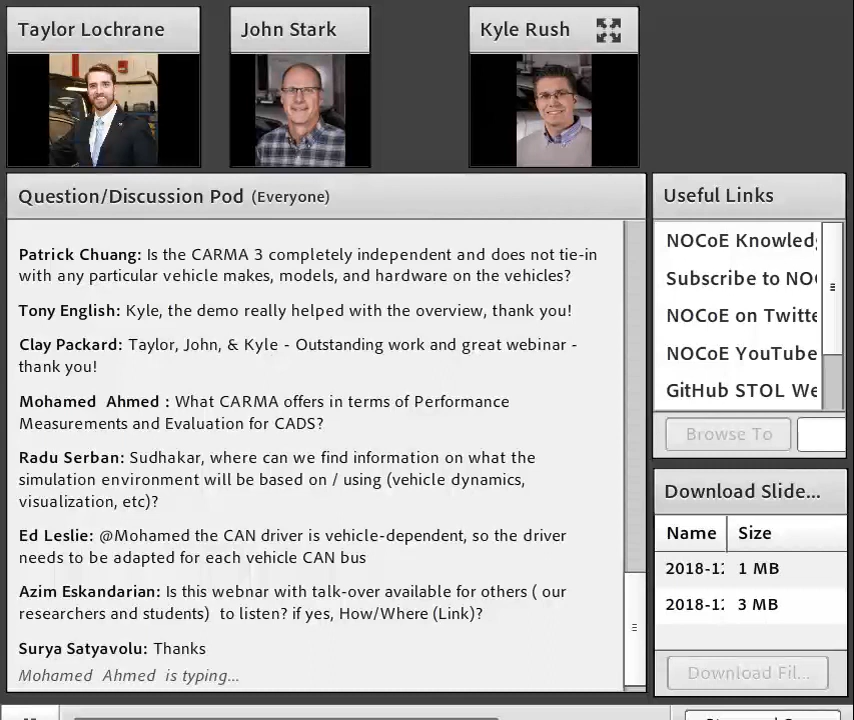 Taylor Lochrane
John Stark
Kyle Rush
Question/Discussion Pod (Everyone)
Patrick Chuang: Is the CARMA 3 completely independent and does not tie-in
with any particular vehicle makes, models, and hardware on the vehicles?
Tony English: Kyle, the demo really helped with the overview, thank you!
Clay Packard: Taylor, John, & Kyle - Outstanding work and great webinar -
thank you!
Mohamed Ahmed : What CARMA offers in terms of Performance
Measurements and Evaluation for CADS?
Radu Serban: Sudhakar, where can we find information on what the
simulation environment will be based on / using (vehicle dynamics,
visualization, etc)?
Ed Leslie: @Mohamed the CAN driver is vehicle-dependent, so the driver
needs to be adapted for each vehicle CAN bus
Azim Eskandarian: Is this webnar with talk-over available for others ( our
researchers and students) to listen? if yes, How/Where (Link)?
Surya Satyavolu: Thanks
Mohamed Ahmed is typing...
Useful Links
NOCoE Knowled
Subscribe to NO
NOCoE on Twitte
NOCoE YouTube
GitHub STOL We
Browse To
Download Slide...
Name Size
2018-12 1 MB
2018-12 3 MB
Download Fil...